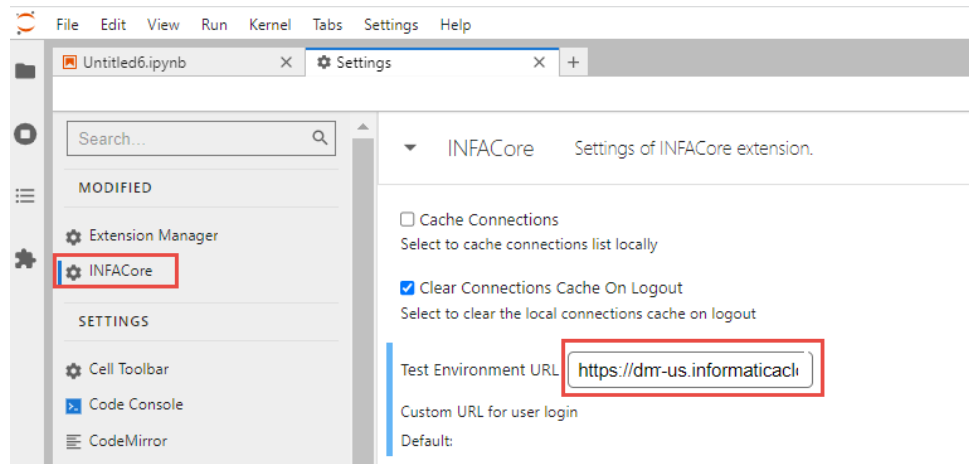 File Edit View Run Kernel Tabs Settings Help
Untitled6.ipynb Settings
Search...
MODIFIED
Extension Manager
INFACore
SETTINGS
Cell Toolbar
Code Console
CodeMirror
INFACore Settings of INFACore extension.
Cache Connections
Select to cache connections list locally
Clear Connections Cache On Logout
Select to clear the local connections cache on logout
Test Environment URL
Custom URL for user login
Default: